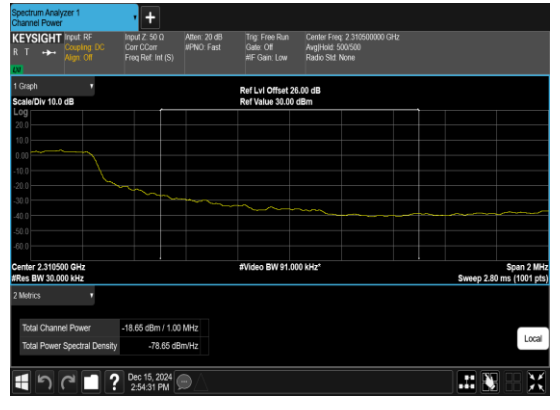 Spectrum Analyzer 1
Channel Power
+
KEYSIGHT Input: RF Input Z: 50 Ω Atten: 20 dB Trig: Free Run Center Freq: 2.310500000 GHz
R T Coupling: DC Corr CCorr #PNO: Fast Gate: Off Avg|Hold: 500/500
Align: Off Freq Ref: Int (S) #IF Gain: Low Radio Std: None
1 Graph
Ref Lvl Offset 26.00 dB
Scale/Div 10.0 dB Ref Value 30.00 dBm
Log
20.0
10.0
0.00
-10.0
-20.0
-30.0
-40.0
-50.0
-60.0
Center 2.310500 GHz #Video BW 91.000 kHz* Span 2 MHz
#Res BW 30.000 kHz Sweep 2.80 ms (1001 pts)
2 Metrics
Total Channel Power -18.65 dBm / 1.00 MHz
Total Power Spectral Density -78.65 dBm/Hz
Local
Dec 15, 2024
2:54:31 PM